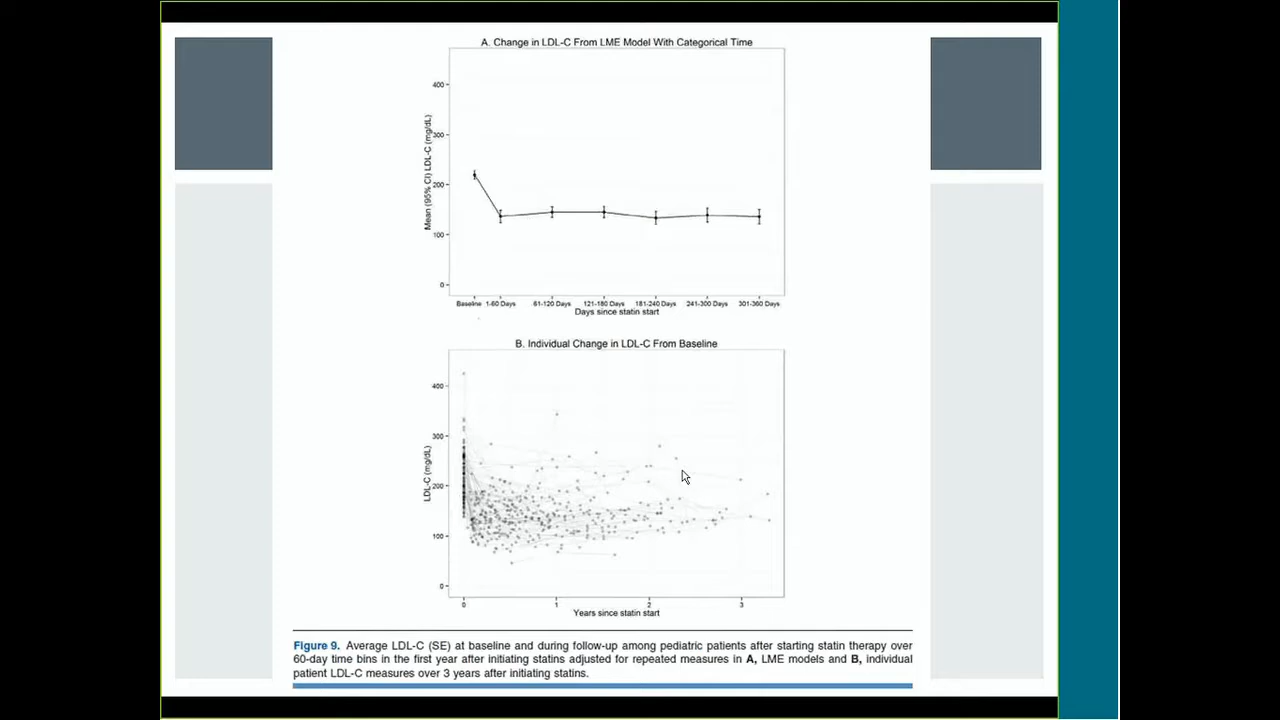 A. Change in LDL-C From LME Model With Categorical Time
400
300
200
100
0
Mean (95% CI) LDL-C (mg/dL)
Baseline 1-60 Days 61-120 Days 121-180 Days 181-240 Days 241-300 Days 301-360 Days
Days since statin start
B. Individual Change in LDL-C From Baseline
400
300
200
100
0
LDL-C (mg/dL)
0 1 2 3
Years since statin start
Figure 9. Average LDL-C (SE) at baseline and during follow-up among pediatric patients after starting statin therapy over
60-day time bins in the first year after initiating statins adjusted for repeated measures in A, LME models and B, individual
patient LDL-C measures over 3 years after initiating statins.